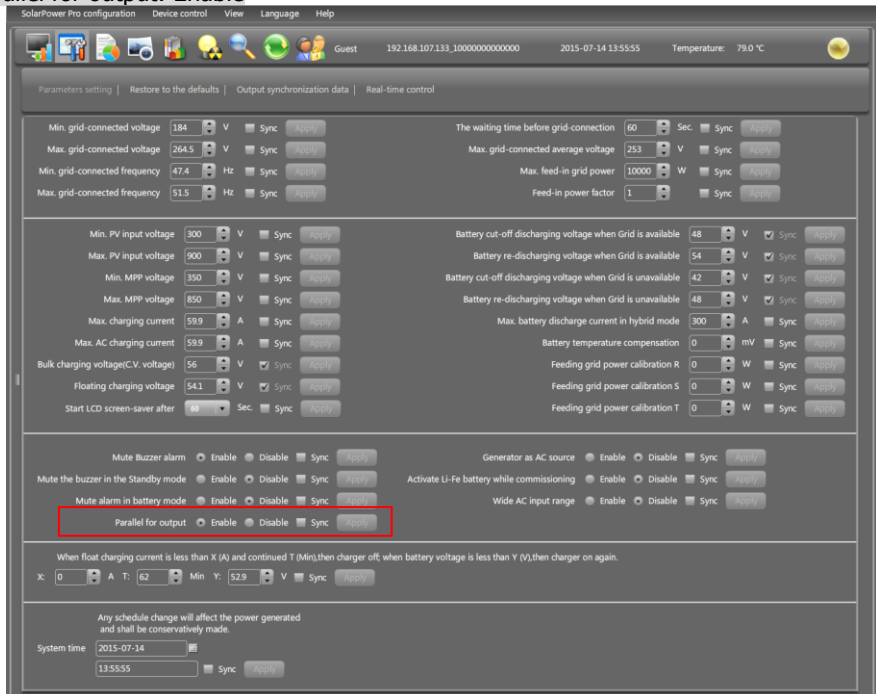 SolarPower Pro configuration Device control View Language Help
Guest 192.168.107.133_10000000000000 2015-07-14 13:55:55 Temperature: 79.0 ℃
Parameters setting | Restore to the defaults | Output synchronization data | Real-time control
Min. grid-connected voltage 184 V Sync Apply The waiting time before grid-connection 60 Sec. Sync Apply
Max. grid-connected voltage 264.5 V Sync Apply Max. grid-connected average voltage 253 V Sync Apply
Min. grid-connected frequency 47.4 Hz Sync Apply Max. feed-in grid power 10000 W Sync Apply
Max. grid-connected frequency 51.5 Hz Sync Apply Feed-in power factor 1 Sync Apply
Min. PV input voltage 300 V Sync Apply Battery cut-off discharging voltage when Grid is available 48 V Sync Apply
Max. PV input voltage 900 V Sync Apply Battery re-discharging voltage when Grid is available 54 V Sync Apply
Min. MPP voltage 350 V Sync Apply Battery cut-off discharging voltage when Grid is unavailable 42 V Sync Apply
Max. MPP voltage 850 V Sync Apply Battery re-discharging voltage when Grid is unavailable 48 V Sync Apply
Max. charging current 59.9 A Sync Apply Max. battery discharge current in hybrid mode 300 A Sync Apply
Max. AC charging current 59.9 A Sync Apply Battery temperature compensation 0 mV Sync Apply
Bulk charging voltage(C.V. voltage) 56 V Sync Apply Feeding grid power calibration R 0 W Sync Apply
Floating charging voltage 54.1 V Sync Apply Feeding grid power calibration S 0 W Sync Apply
Start LCD screen-saver after 60 Sec. Sync Apply Feeding grid power calibration T 0 W Sync Apply
Mute Buzzer alarm Enable Disable Sync Apply Generator as AC source Enable Disable Sync Apply
Mute the buzzer in the Standby mode Enable Disable Sync Apply Activate Li-Fe battery while commissioning Enable Disable Sync Apply
Mute alarm in battery mode Enable Disable Sync Apply Wide AC input range Enable Disable Sync Apply
Parallel for output Enable Disable Sync Apply
When float charging current is less than X (A) and continued T (Min),then charger off; when battery voltage is less than Y (V),then charger on again.
X: 0 A T: 62 Min Y: 52.9 V Sync Apply
Any schedule change will affect the power generated
and shall be conservatively made.
System time 2015-07-14
13:55:55 Sync Apply